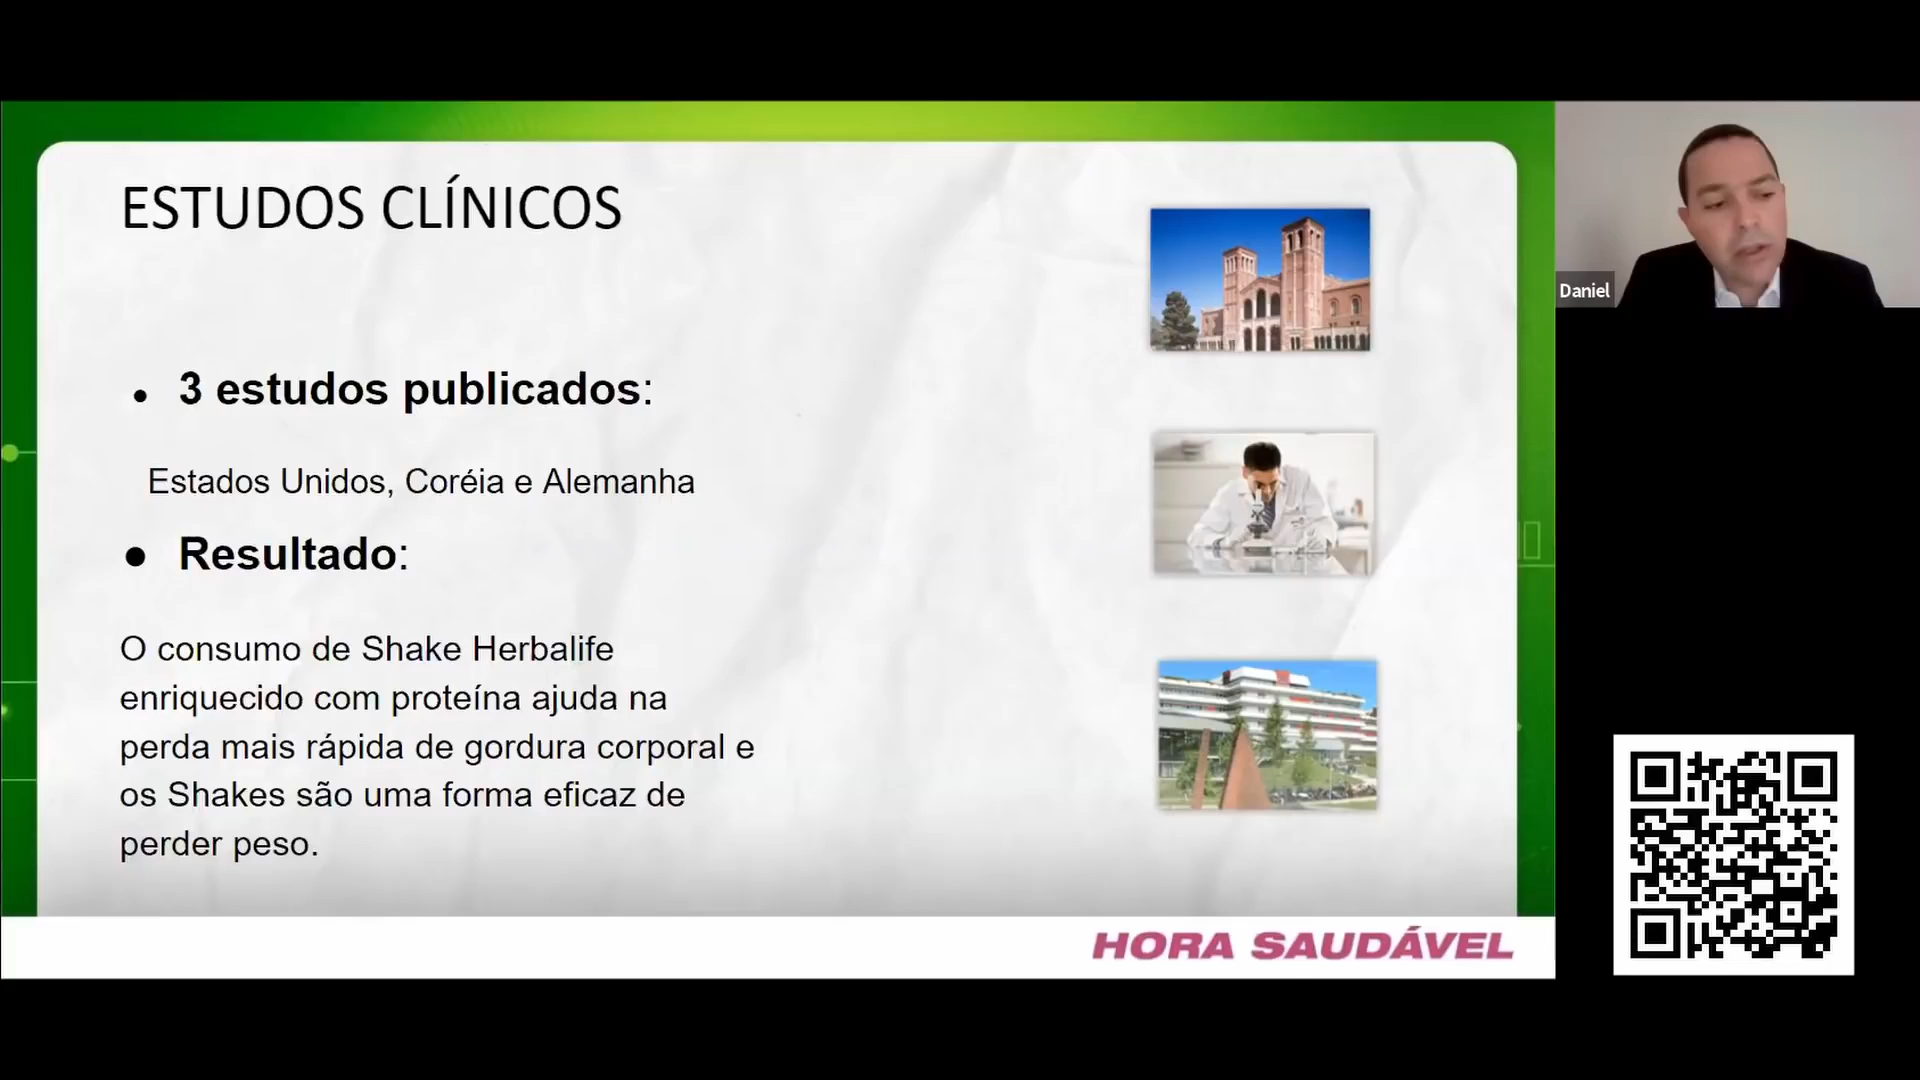 ESTUDOS CLÍNICOS
• 3 estudos publicados:
Estados Unidos, Coréia e Alemanha
● Resultado:
O consumo de Shake Herbalife
enriquecido com proteína ajuda na
perda mais rápida de gordura corporal e
os Shakes são uma forma eficaz de
perder peso.
HORA SAUDÁVEL
Daniel